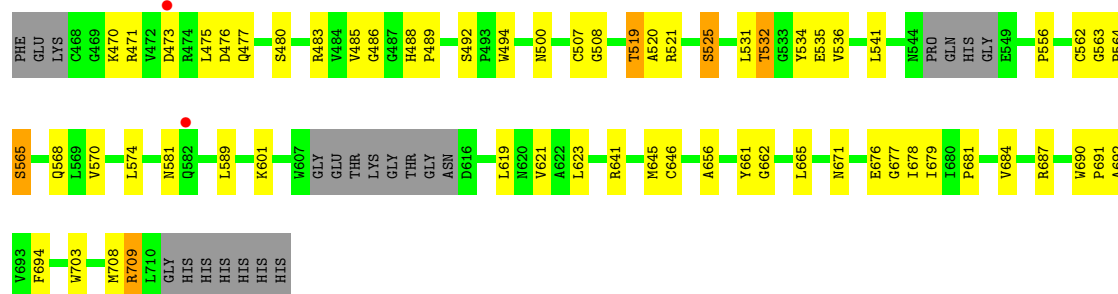 PHE GLU LYS C468 G469 K470 R471 V472 D473 R474 L475 D476 Q477 S480 R483 V484 V485 G486 G487 H488 P489 S492 P493 W494 N500 C507 G508 T519 A520 R521 S525 L531 T532 G533 Y534 E535 V536 L541 N544 PRO GLN HIS GLY E549 P556 C562 G563
S565 Q568 L569 V570 L574 N581 Q582 L589 K601 W607 GLY GLU THR LYS GLY THR GLY ASN D616 L619 N620 V621 A622 L623 R641 M645 C646 A656 Y661 G662 L665 N671 E676 G677 I678 I679 I680 P681 V684 R687 W690 P691 A692
V693 F694 W703 M708 R709 L710 GLY HIS HIS HIS HIS HIS HIS